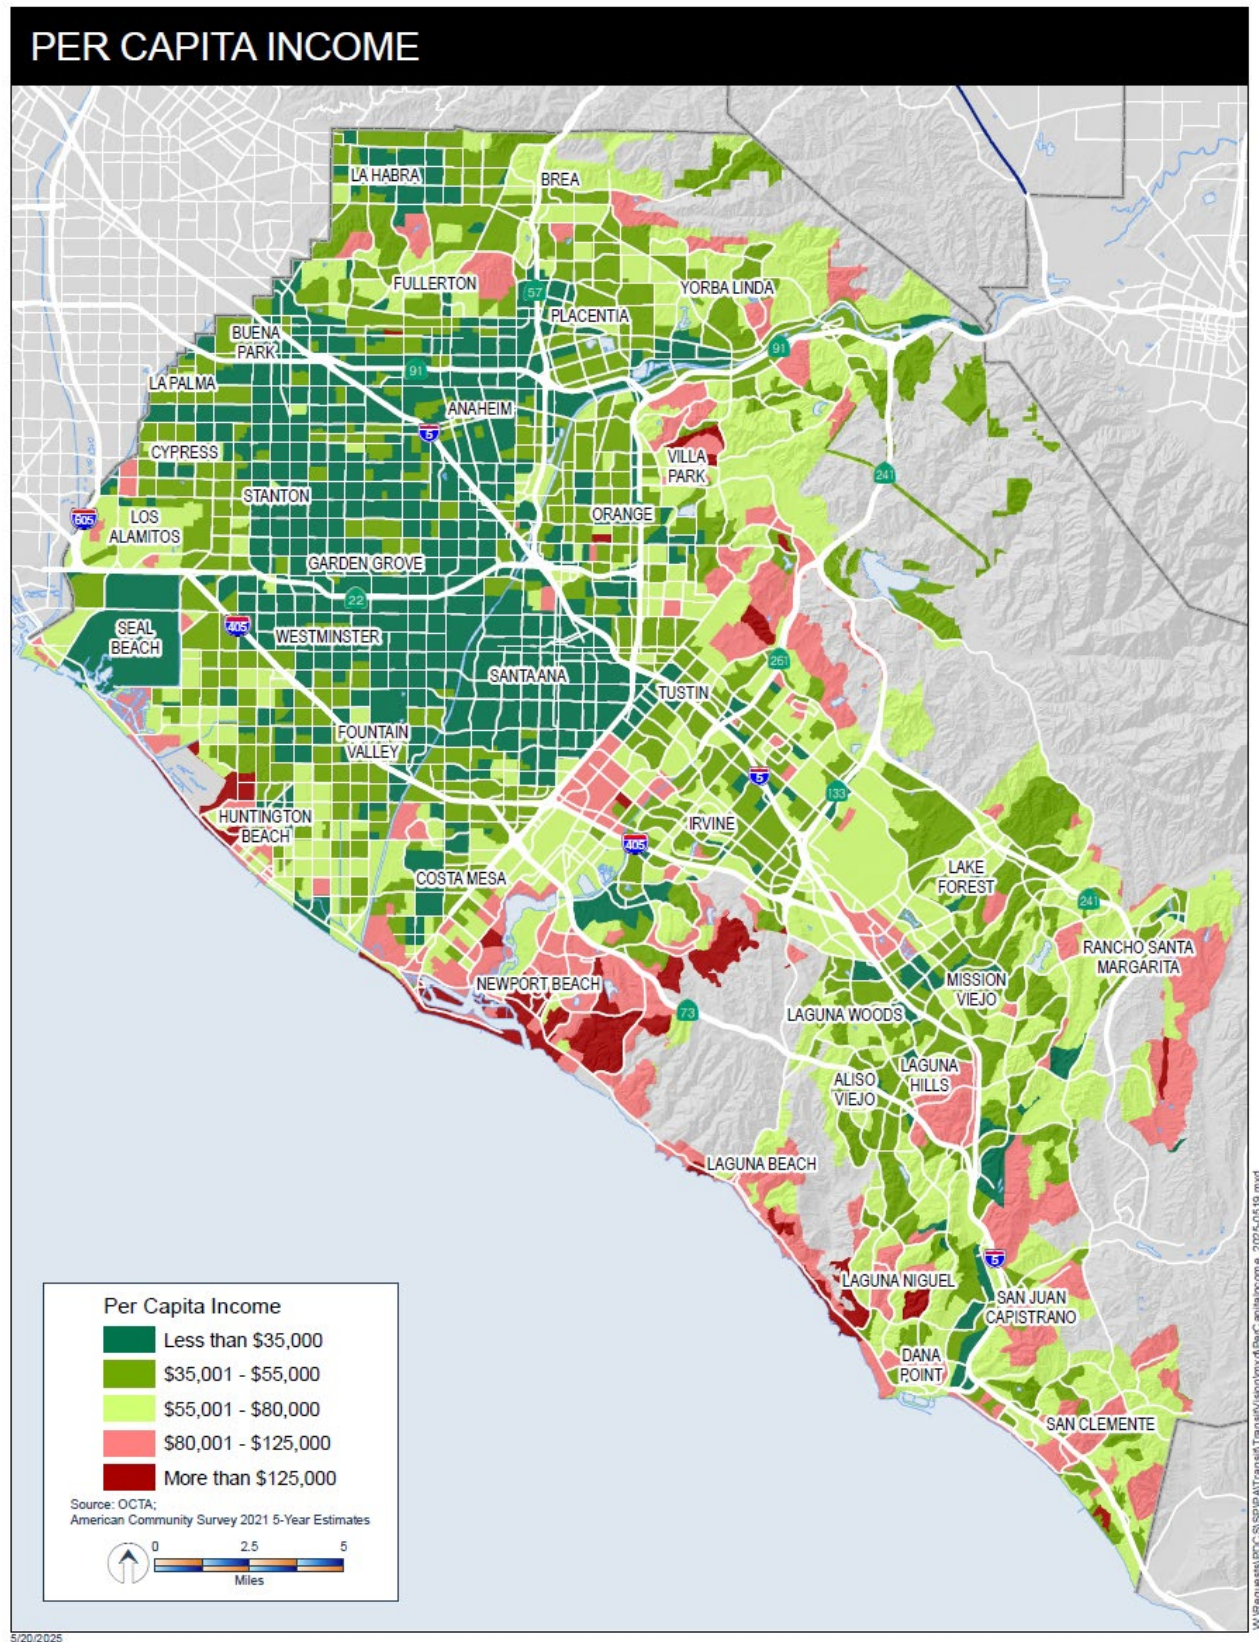 PER CAPITA INCOME
LA HABRA
BREA
FULLERTON
57
YORBA LINDA
PLACENTIA
BUENA
PARK
91
91
LA PALMA
ANAHEIM
5
CYPRESS
VILLA
PARK
241
STANTON
605
LOS
ALAMITOS
ORANGE
GARDEN GROVE
22
405
SEAL
BEACH
WESTMINSTER
261
SANTA ANA
TUSTIN
FOUNTAIN
VALLEY
5
133
HUNTINGTON
BEACH
IRVINE
405
COSTA MESA
LAKE
FOREST
241
RANCHO SANTA
MARGARITA
NEWPORT BEACH
MISSION
VIEJO
73
LAGUNA WOODS
LAGUNA
HILLS
ALISO
VIEJO
LAGUNA BEACH
5
LAGUNA NIGUEL
SAN JUAN
CAPISTRANO
DANA
POINT
SAN CLEMENTE
Per Capita Income
Less than $35,000
$35,001 - $55,000
$55,001 - $80,000
$80,001 - $125,000
More than $125,000
Source: OCTA;
American Community Survey 2021 5-Year Estimates
0 2.5 5
Miles
5/20/2025